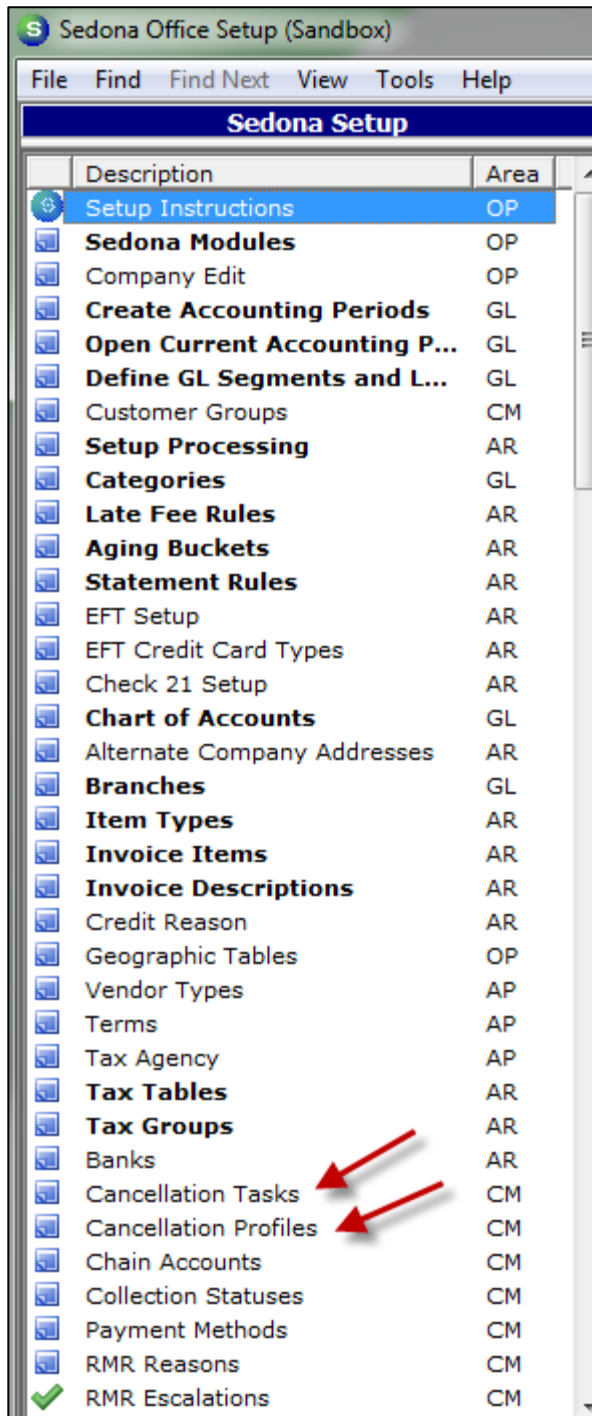 S Sedona Office Setup (Sandbox)
File Find Find Next View Tools Help
Sedona Setup
Description Area
Setup Instructions OP
Sedona Modules OP
Company Edit OP
Create Accounting Periods GL
Open Current Accounting P... GL
Define GL Segments and L... GL
Customer Groups CM
Setup Processing AR
Categories GL
Late Fee Rules AR
Aging Buckets AR
Statement Rules AR
EFT Setup AR
EFT Credit Card Types AR
Check 21 Setup AR
Chart of Accounts GL
Alternate Company Addresses AR
Branches GL
Item Types AR
Invoice Items AR
Invoice Descriptions AR
Credit Reason AR
Geographic Tables OP
Vendor Types AP
Terms AP
Tax Agency AP
Tax Tables AR
Tax Groups AR
Banks AR
Cancellation Tasks CM
Cancellation Profiles CM
Chain Accounts CM
Collection Statuses CM
Payment Methods CM
RMR Reasons CM
RMR Escalations CM